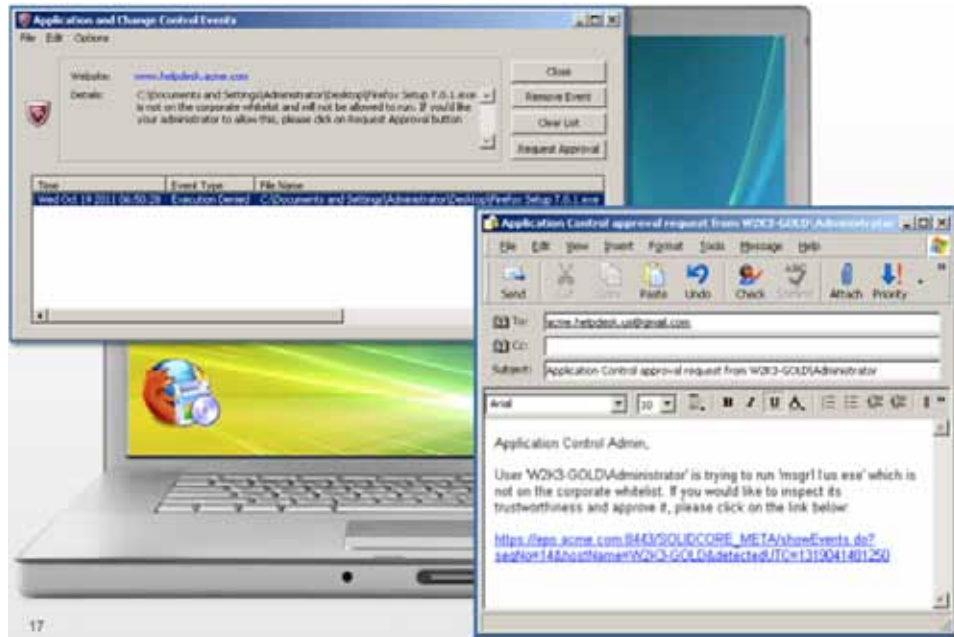 Application and Change Control Events
File Edit Options
Website: www.helpdesk.acme.com
Details: C:\Documents and Settings\Administrator\Desktop\Firefox Setup 7.0.1.exe
is not on the corporate whitelist and will not be allowed to run. If you'd like
your administrator to allow this, please click on Request Approval button
Close
Remove Event
Clear List
Request Approval
Time Event Type File Name
Wed Oct 19 2011 06:50:28 Execution Denied C:\Documents and Settings\Administrator\Desktop\Firefox Setup 7.0.1.exe
Application Control approval request from W2K3-GOLD\Administrator
File Edit View Insert Format Tools Message Help
Send Cut Copy Paste Undo Check Attach Priority
To: acme.helpdesk.us@gmail.com
Cc:
Subject: Application Control approval request from W2K3-GOLD\Administrator
Arial 10 B I U A
Application Control Admin,
User 'W2K3-GOLD\Administrator' is trying to run 'msgr11us.exe' which is
not on the corporate whitelist. If you would like to inspect its
trustworthiness and approve it, please click on the link below:
https://epo.acme.com:8443/SOLIDCORE_META/showEvents.do?
seqNo=14&hostName=W2K3-GOLD&detectedUTC=1319041401250
17